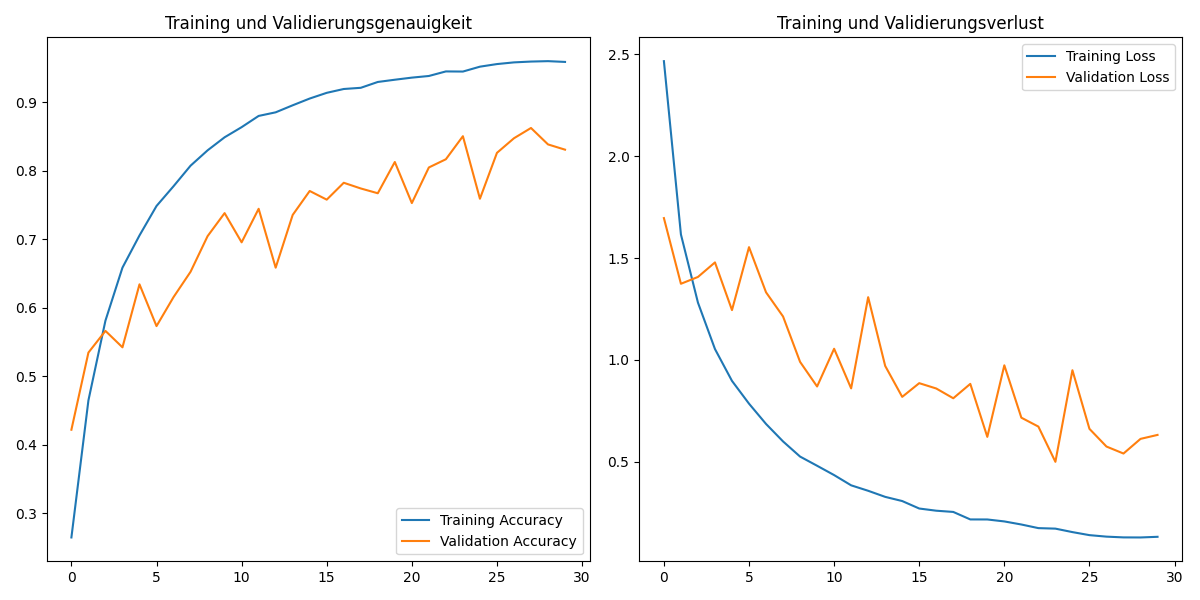 Training und Validierungsgenauigkeit
0.9
0.8
0.7
0.6
0.5
0.4
0.3
Training Accuracy
Validation Accuracy
0 5 10 15 20 25 30
Training und Validierungsverlust
2.5
2.0
1.5
1.0
0.5
Training Loss
Validation Loss
0 5 10 15 20 25 30